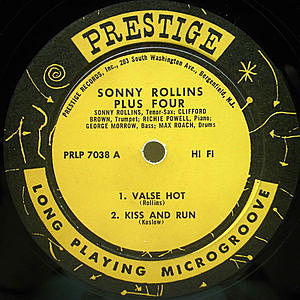 PRESTIGE
PRESTIGE RECORDS, INC., 203 South Washington Ave., Bergenfield, N.J.
SONNY ROLLINS
PLUS FOUR
SONNY ROLLINS, Tenor-Sax; CLIFFORD
BROWN, Trumpet; RICHIE POWELL, Piano;
GEORGE MORROW, Bass; MAX ROACH, Drums
PRLP 7038 A
HI FI
1. VALSE HOT
(Rollins)
2. KISS AND RUN
(Koslow)
LONG PLAYING MICROGROOVE